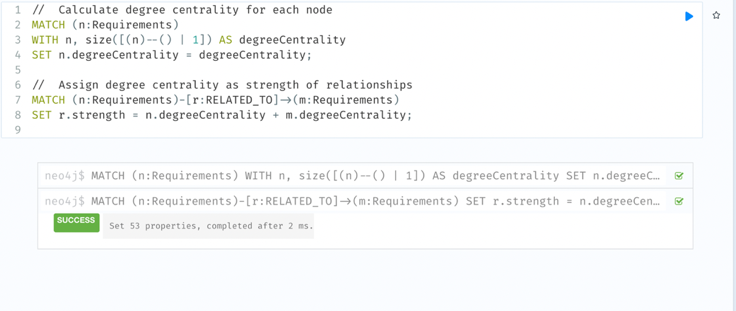 1 // Calculate degree centrality for each node
2 MATCH (n:Requirements)
3 WITH n, size([(n)--() | 1]) AS degreeCentrality
4 SET n.degreeCentrality = degreeCentrality;
5
6 // Assign degree centrality as strength of relationships
7 MATCH (n:Requirements)-[r:RELATED_TO]->(m:Requirements)
8 SET r.strength = n.degreeCentrality + m.degreeCentrality;
9
neo4j$ MATCH (n:Requirements) WITH n, size([(n)--() | 1]) AS degreeCentrality SET n.degreeC…
neo4j$ MATCH (n:Requirements)-[r:RELATED_TO]->(m:Requirements) SET r.strength = n.degreeCen…
SUCCESS Set 53 properties, completed after 2 ms.